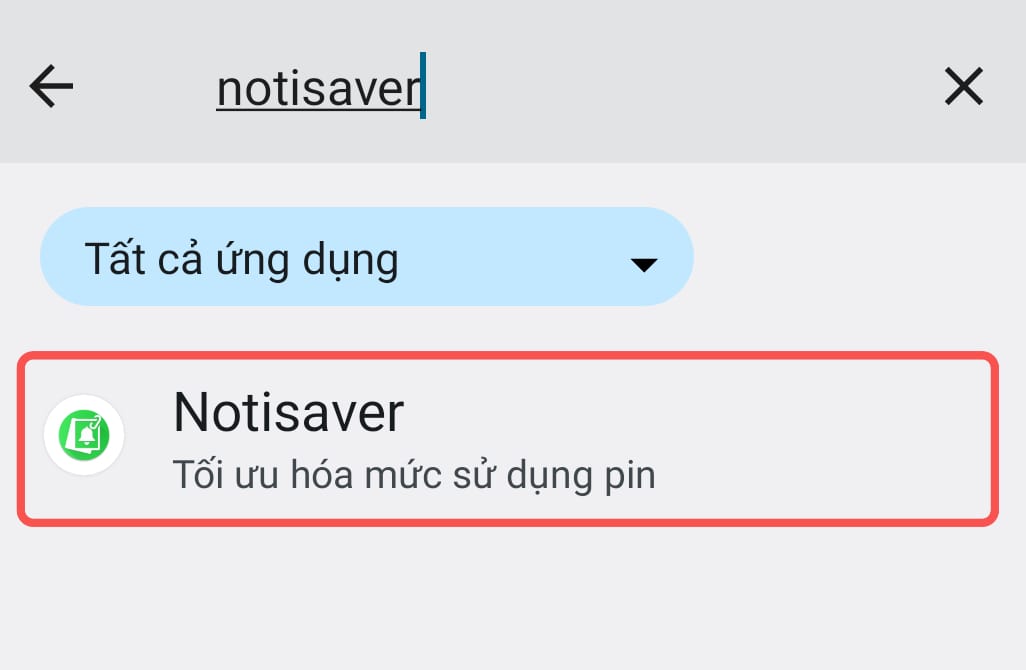 notisaver
Tất cả ứng dụng
Notisaver
Tối ưu hóa mức sử dụng pin